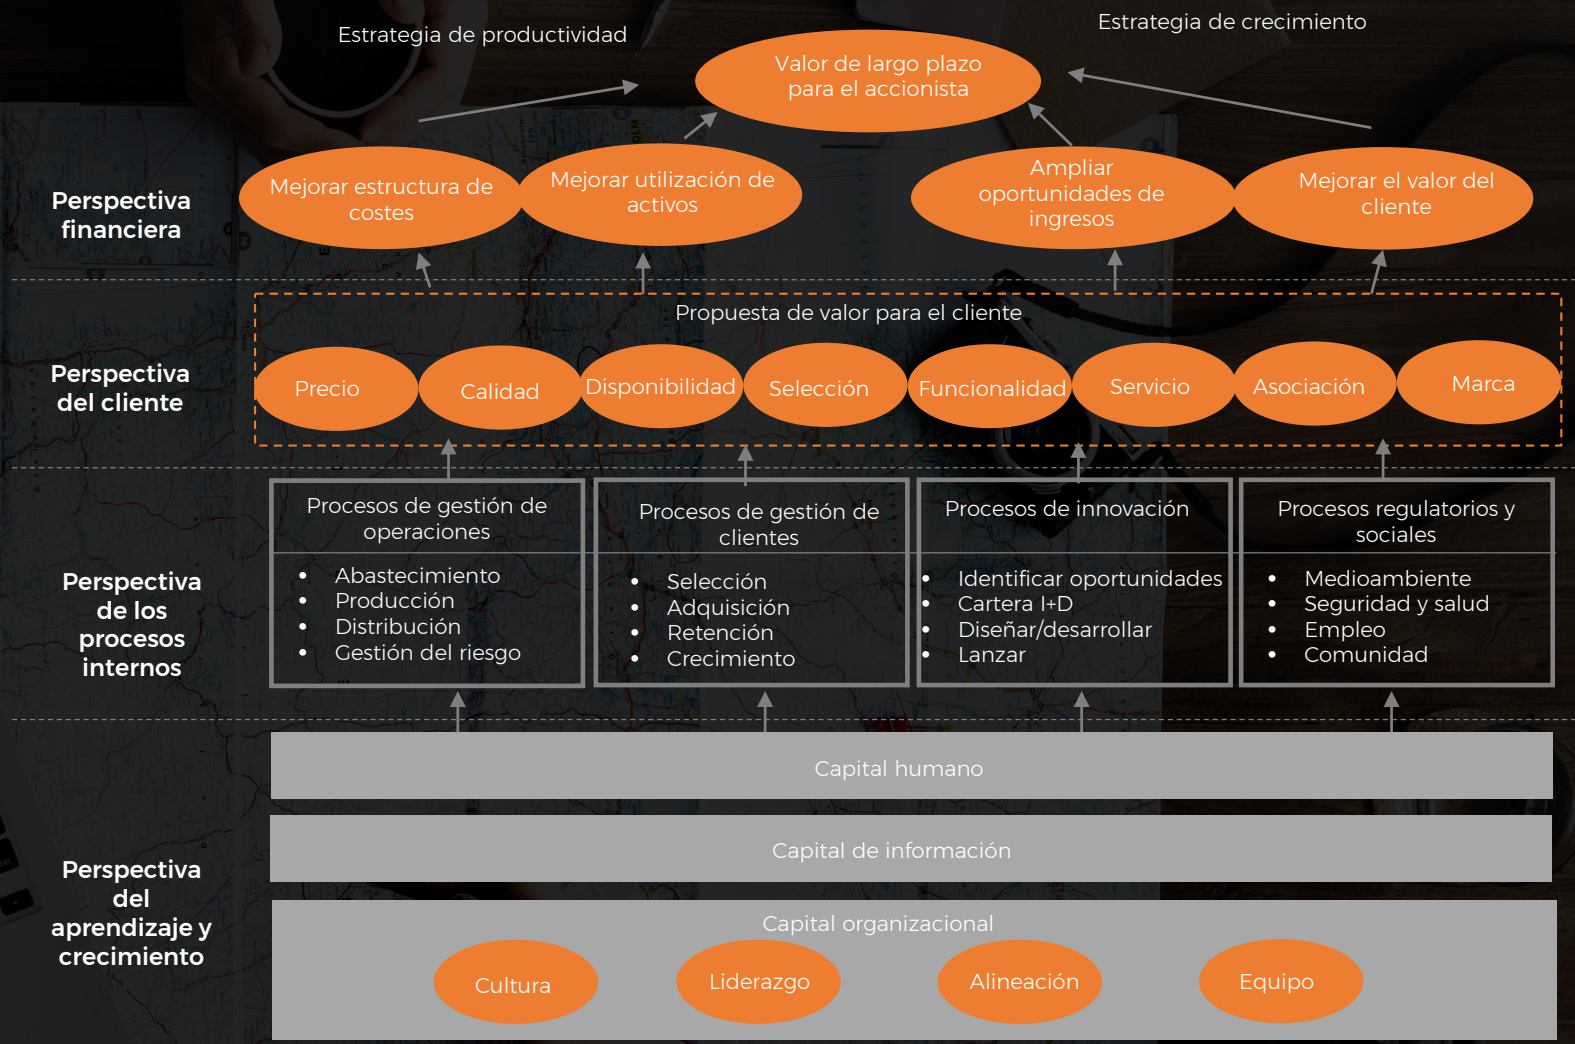 Estrategia de productividad
Estrategia de crecimiento
Valor de largo plazo
para el accionista
Perspectiva
financiera
Mejorar estructura de
costes
Mejorar utilización de
activos
Ampliar
oportunidades de
ingresos
Mejorar el valor del
cliente
Propuesta de valor para el cliente
Perspectiva
del cliente
Precio
Calidad
Disponibilidad
Selección
Funcionalidad
Servicio
Asociación
Marca
Perspectiva
de los
procesos
internos
Procesos de gestión de
operaciones
• Abastecimiento
• Producción
• Distribución
• Gestión del riesgo
Procesos de gestión de
clientes
• Selección
• Adquisición
• Retención
• Crecimiento
Procesos de innovación
• Identificar oportunidades
• Cartera I+D
• Diseñar/desarrollar
• Lanzar
Procesos regulatorios y
sociales
• Medioambiente
• Seguridad y salud
• Empleo
• Comunidad
Perspectiva
del
aprendizaje y
crecimiento
Capital humano
Capital de información
Capital organizacional
Cultura
Liderazgo
Alineación
Equipo